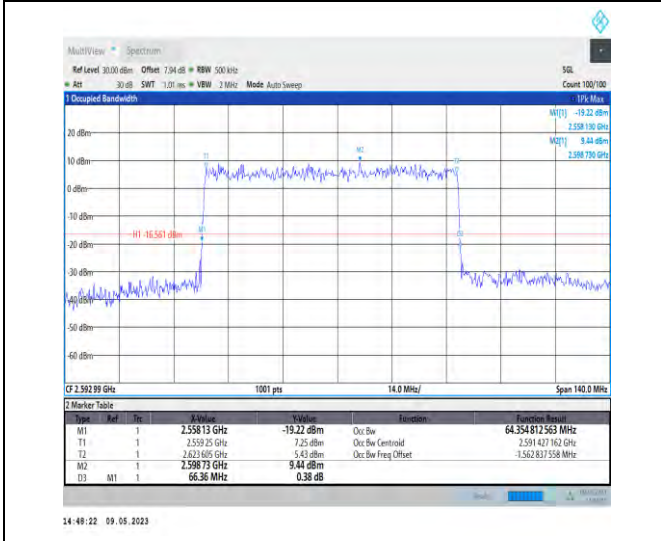 MultiView Spectrum
Ref Level 30.00 dBm Offset 7.94 dB RBW 500 kHz SGL
Att 30 dB SWT 1.01 ms VBW 2 MHz Mode Auto Sweep Count 100/100
1 Occupied Bandwidth 1Pk Max
M1[1] -19.22 dBm
2.558 130 GHz
20 dBm
M2[1] 9.44 dBm
2.598 730 GHz
M2
T1
T2
10 dBm
0 dBm
-10 dBm
M1
D3
H1 -16.561 dBm
-20 dBm
-30 dBm
-40 dBm
-50 dBm
-60 dBm
CF 2.592 99 GHz 1001 pts 14.0 MHz/ Span 140.0 MHz
2 Marker Table
Type Ref Trc X-Value Y-Value Function Function Result
M1 1 2.55813 GHz -19.22 dBm Occ Bw 64.354 812 563 MHz
T1 1 2.559 25 GHz 7.25 dBm Occ Bw Centroid 2.591 427 162 GHz
T2 1 2.623 605 GHz 5.43 dBm Occ Bw Freq Offset -1.562 837 558 MHz
M2 1 2.59873 GHz 9.44 dBm
D3 M1 1 66.36 MHz 0.38 dB
14:48:22 09.05.2023